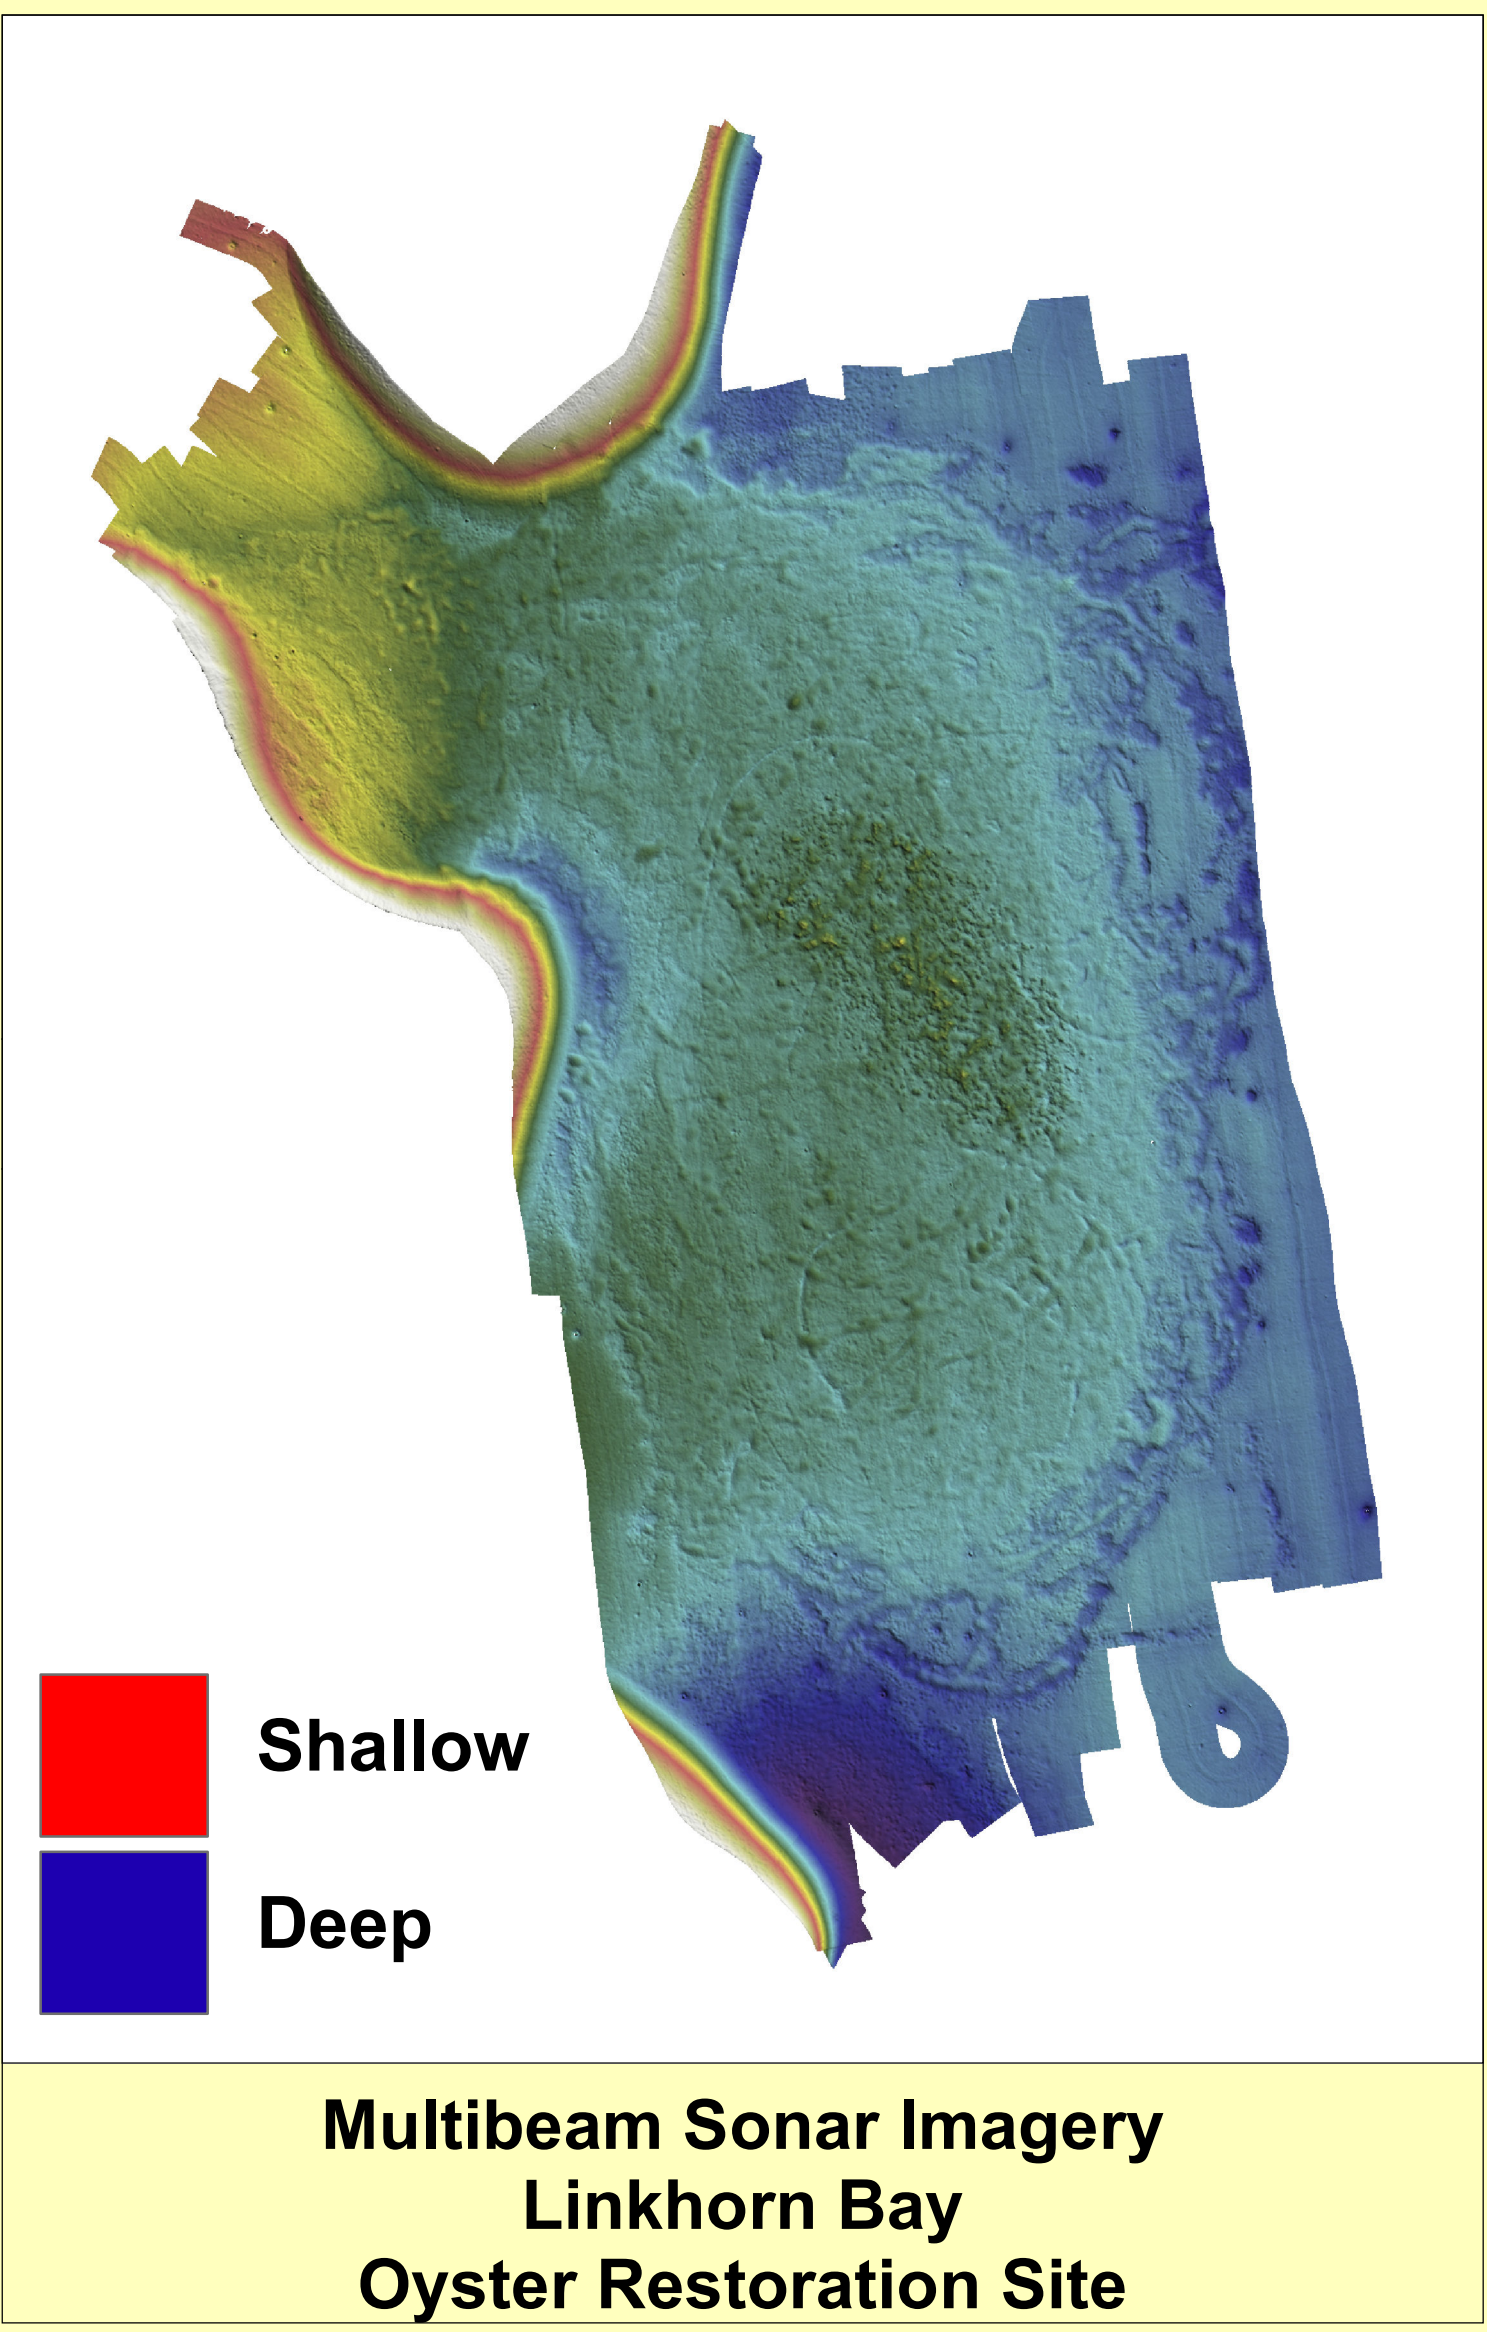 Shallow
Deep
Multibeam Sonar Imagery
Linkhorn Bay
Oyster Restoration Site